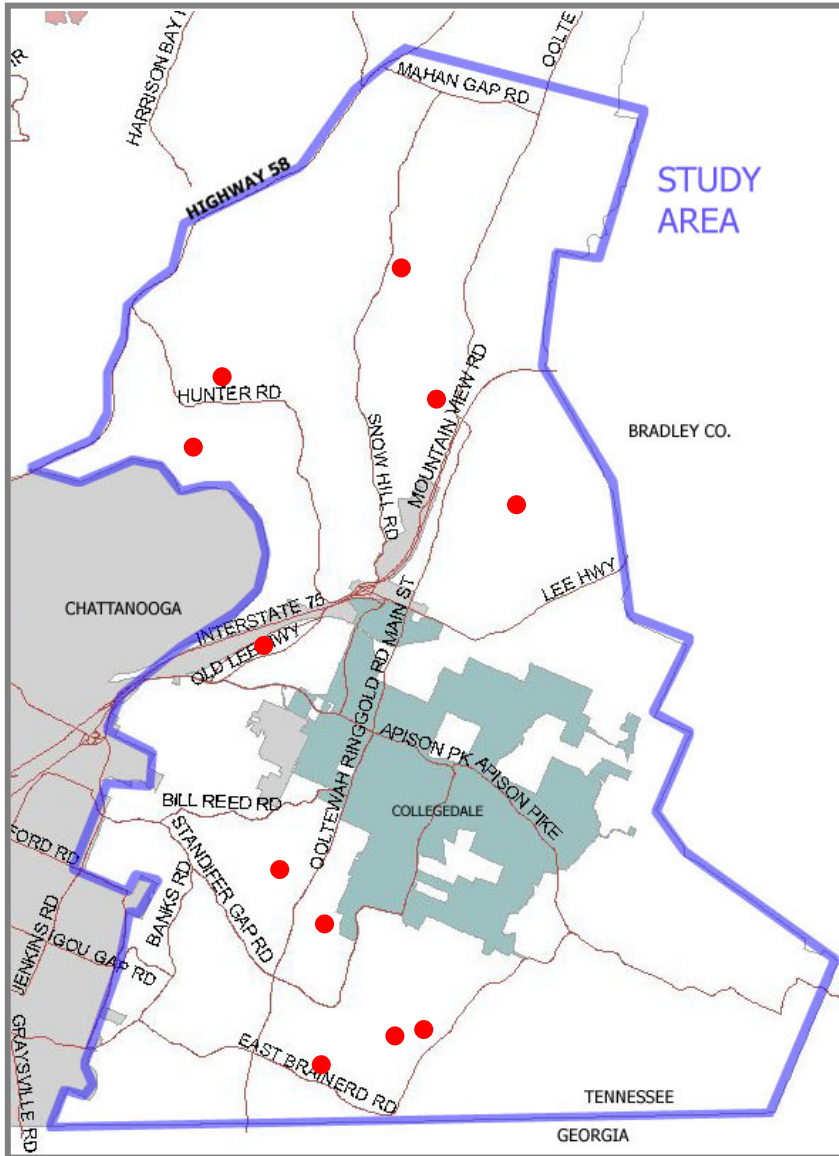 IR
HARRISON BAY
OOLTE
MAHAN GAP RD
HIGHWAY 58
STUDY
AREA
HUNTER RD
SNOW HILL RD
MOUNTAIN VIEW RD
BRADLEY CO.
CHATTANOOGA
INTERSTATE 75
OLD LEE HWY
LEE HWY
OOLTEWAH RINGGOLD RD MAIN ST
APISON PK APISON PIKE
COLLEGEDALE
BILL REED RD
STANDIFER GAP RD
FORD RD
BANKS RD
JENKINS RD
IGOU GAP RD
GRAYSVILLE RD
EAST BRAINERD RD
TENNESSEE
GEORGIA